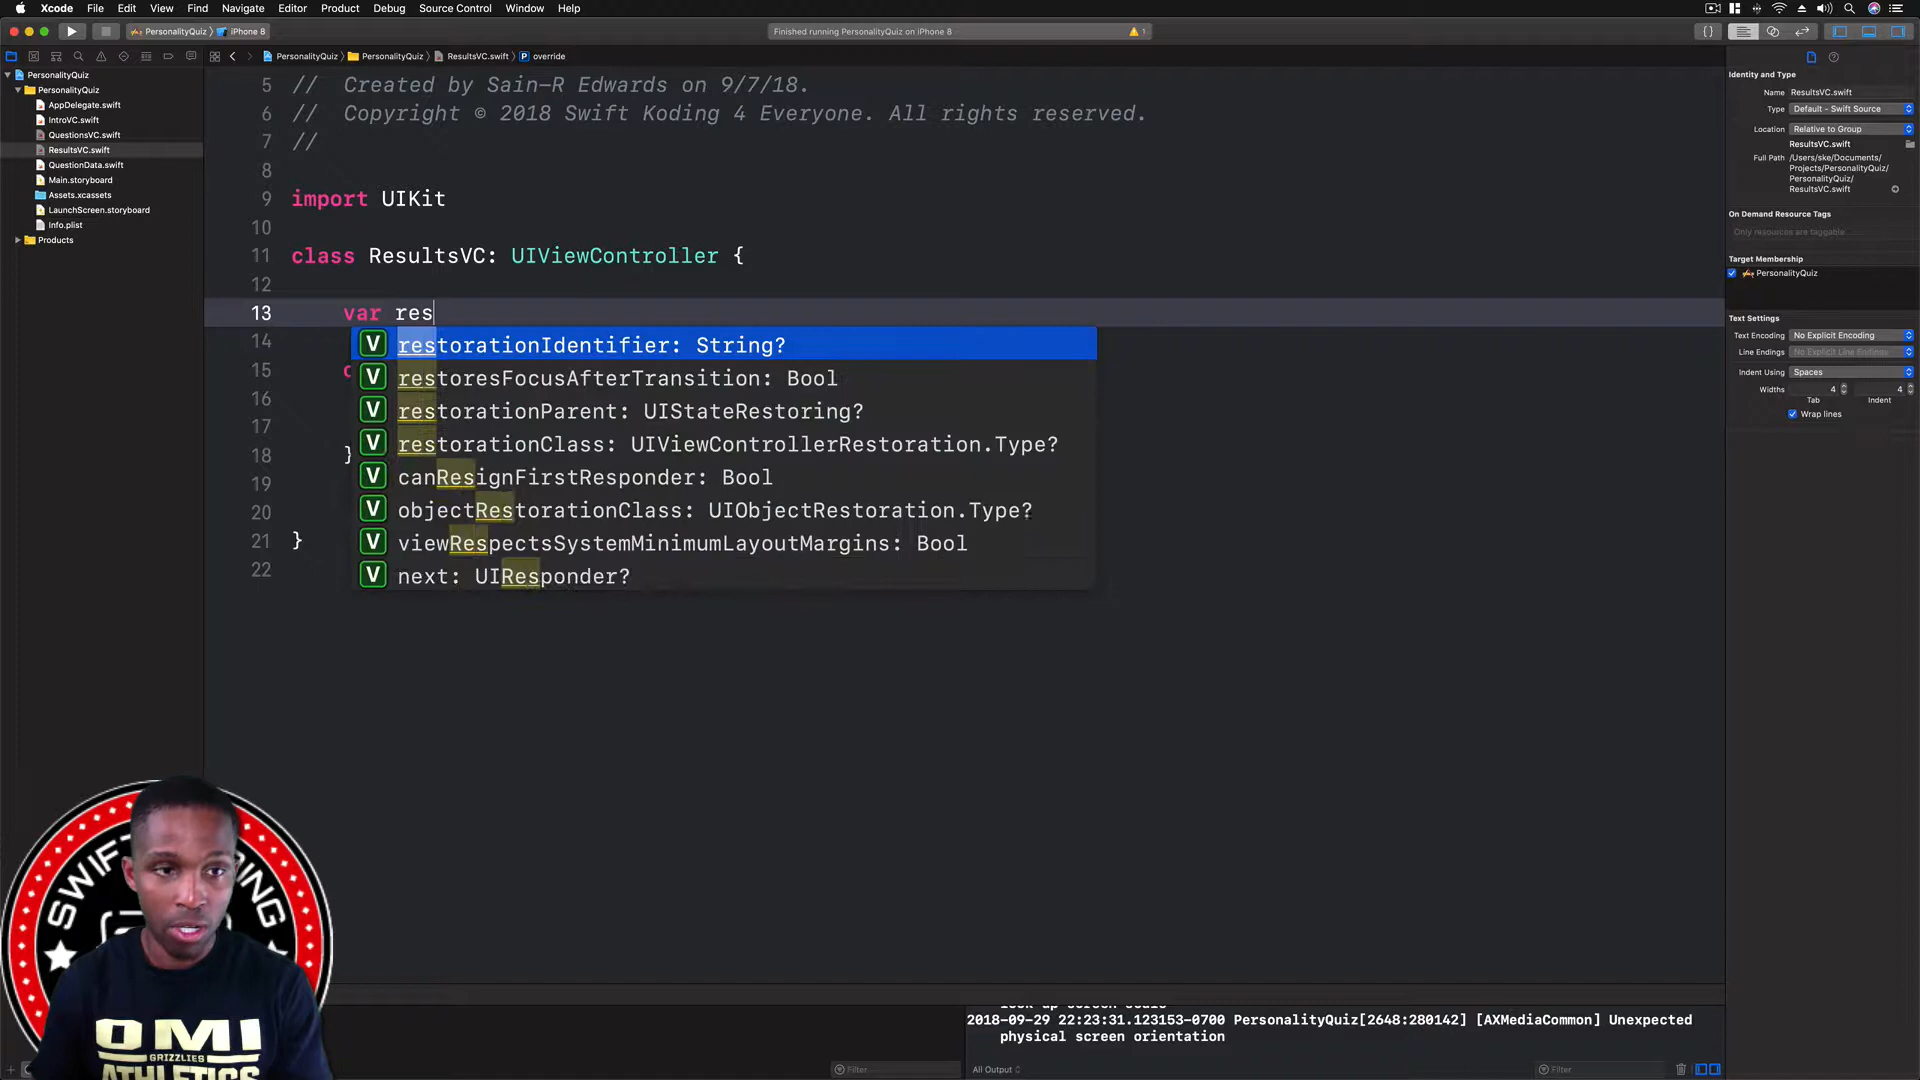 Xcode File Edit View Find Navigate Editor Product Debug Source Control Window Help
PersonalityQuiz iPhone 8
Finished running PersonalityQuiz on iPhone 8
1
PersonalityQuiz PersonalityQuiz ResultsVC.swift override
PersonalityQuiz
PersonalityQuiz
AppDelegate.swift
IntroVC.swift
QuestionsVC.swift
ResultsVC.swift
QuestionData.swift
Main.storyboard
Assets.xcassets
LaunchScreen.storyboard
Info.plist
Products
5 // Created by Sain-R Edwards on 9/7/18.
6 // Copyright © 2018 Swift Koding 4 Everyone. All rights reserved.
7 //
8
9 import UIKit
10
11 class ResultsVC: UIViewController {
12
13 var res
14 V restorationIdentifier: String?
15 V restoresFocusAfterTransition: Bool
16 V restorationParent: UIStateRestoring?
17 V restorationClass: UIViewControllerRestoration.Type?
18 } V canResignFirstResponder: Bool
19
20 V objectRestorationClass: UIObjectRestoration.Type?
21 } V viewRespectsSystemMinimumLayoutMargins: Bool
22 V next: UIResponder?
Identity and Type
Name ResultsVC.swift
Type Default - Swift Source
Location Relative to Group
ResultsVC.swift
Full Path /Users/ske/Documents/
Projects/PersonalityQuiz/
PersonalityQuiz/
ResultsVC.swift
On Demand Resource Tags
Only resources are taggable
Target Membership
PersonalityQuiz
Text Settings
Text Encoding No Explicit Encoding
Line Endings No Explicit Line Endings
Indent Using Spaces
Widths 4 4
Tab Indent
Wrap lines
2018-09-29 22:23:31.123153-0700 PersonalityQuiz[2648:280142] [AXMediaCommon] Unexpected
physical screen orientation
Filter All Output Filter
OMI
GRIZZLIES
ATHLETICS